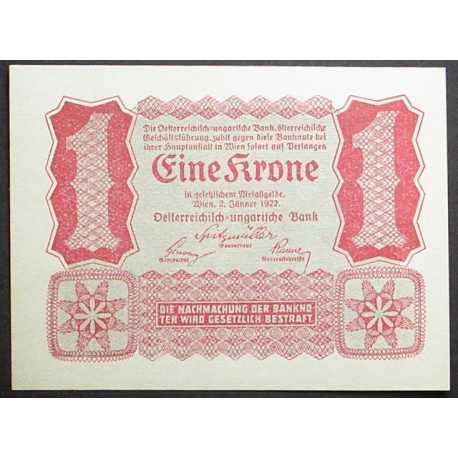 1
1
Die Oesterreichisch-ungarische Bank, österreichische
Geschäftsführung, zahlt gegen diese Banknote bei
ihrer Hauptanstalt in Wien sofort auf Verlangen
Eine Krone
in gesetzlichem Metallgelde.
Wien, 2. Jänner 1922.
Oesterreichisch-ungarische Bank
Spitzmüller
Gouverneur
Generalrat
Generalsekretär
DIE NACHMACHUNG DER BANKNO-
TEN WIRD GESETZLICH BESTRAFT.